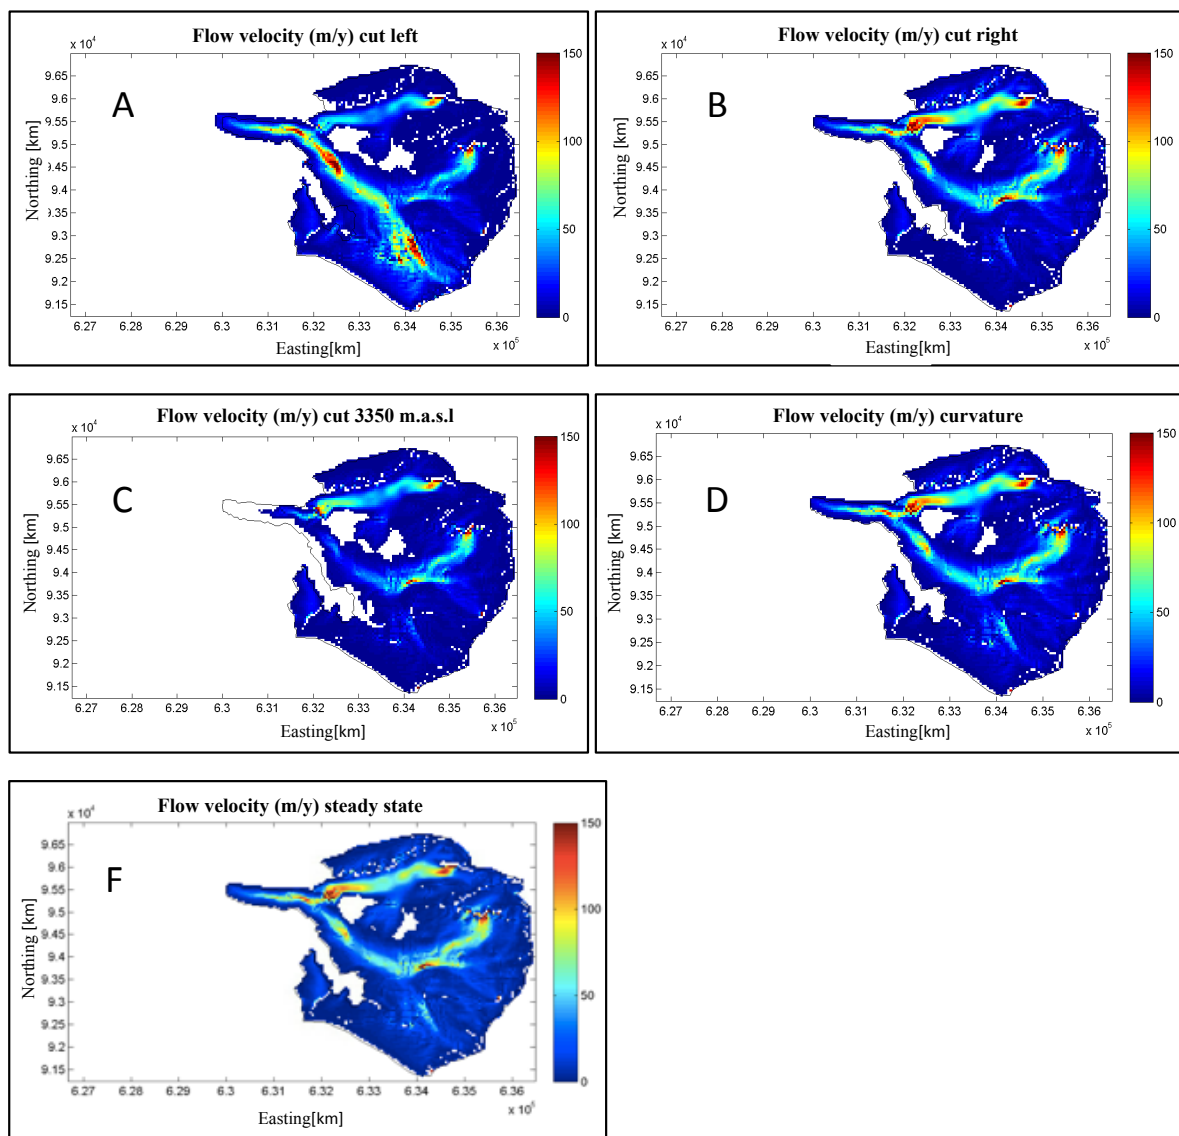 Flow velocity (m/y) cut left
x 10⁴
A
9.65
9.6
9.55
9.5
9.45
9.4
9.35
9.3
9.25
9.2
9.15
Northing [km]
6.27 6.28 6.29 6.3 6.31 6.32 6.33 6.34 6.35 6.36
Easting[km]
x 10⁵
150
100
50
0
Flow velocity (m/y) cut right
x 10⁴
B
9.65
9.6
9.55
9.5
9.45
9.4
9.35
9.3
9.25
9.2
9.15
Northing [km]
6.27 6.28 6.29 6.3 6.31 6.32 6.33 6.34 6.35 6.36
Easting[km]
x 10⁵
150
100
50
0
Flow velocity (m/y) cut 3350 m.a.s.l
x 10⁴
C
9.65
9.6
9.55
9.5
9.45
9.4
9.35
9.3
9.25
9.2
9.15
Northing [km]
6.27 6.28 6.29 6.3 6.31 6.32 6.33 6.34 6.35 6.36
Easting[km]
x 10⁵
150
100
50
0
Flow velocity (m/y) curvature
x 10⁴
D
9.65
9.6
9.55
9.5
9.45
9.4
9.35
9.3
9.25
9.2
9.15
Northing [km]
6.27 6.28 6.29 6.3 6.31 6.32 6.33 6.34 6.35 6.36
Easting[km]
x 10⁵
150
100
50
0
Flow velocity (m/y) steady state
x 10⁴
F
9.65
9.6
9.55
9.5
9.45
9.4
9.35
9.3
9.25
9.2
9.15
Northing [km]
6.27 6.28 6.29 6.3 6.31 6.32 6.33 6.34 6.35 6.36
Easting[km]
x 10⁵
150
100
50
0